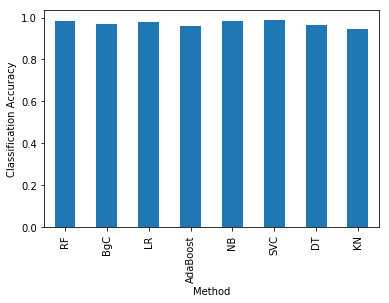 Classification Accuracy
1.0
0.8
0.6
0.4
0.2
0.0
RF
BgC
LR
AdaBoost
NB
SVC
DT
KN
Method